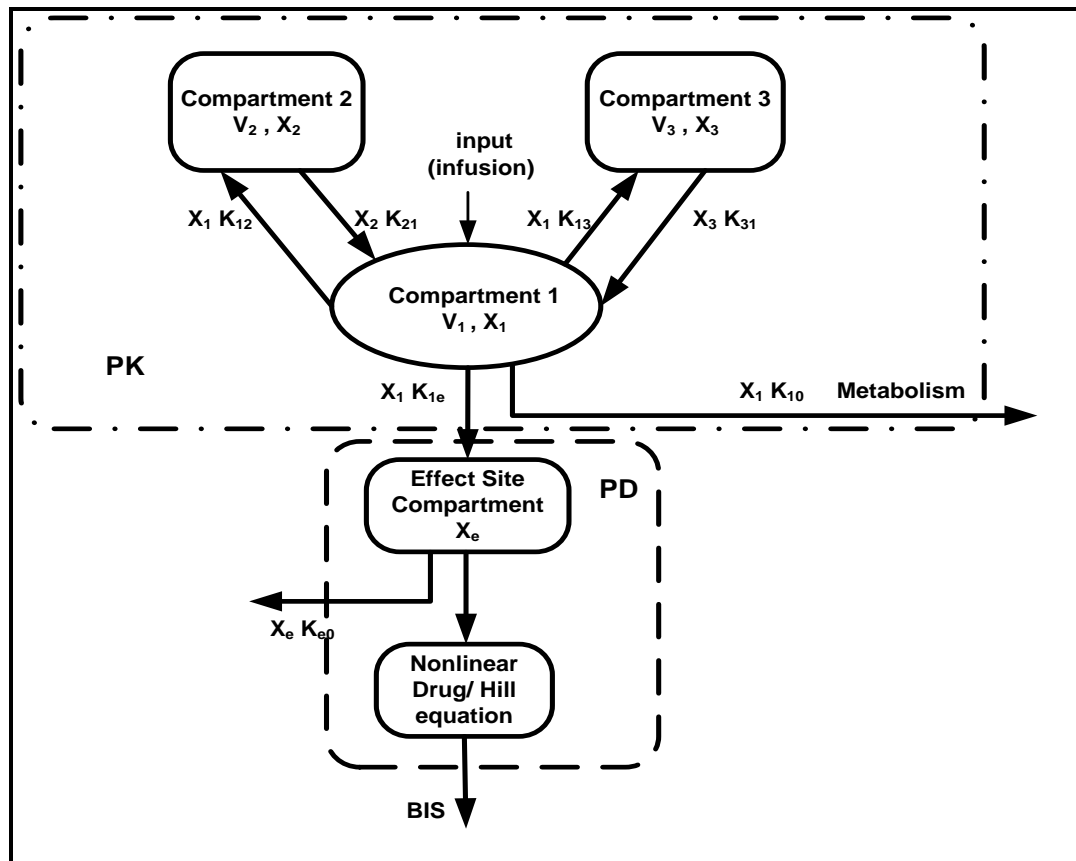 Compartment 2
V₂ , X₂
Compartment 3
V₃ , X₃
input
(infusion)
X₁ K₁₂
X₂ K₂₁
X₁ K₁₃
X₃ K₃₁
Compartment 1
V₁ , X₁
PK
X₁ K₁ₑ
X₁ K₁₀
Metabolism
Effect Site
Compartment
Xₑ
PD
Xₑ Kₑ₀
Nonlinear
Drug/ Hill
equation
BIS